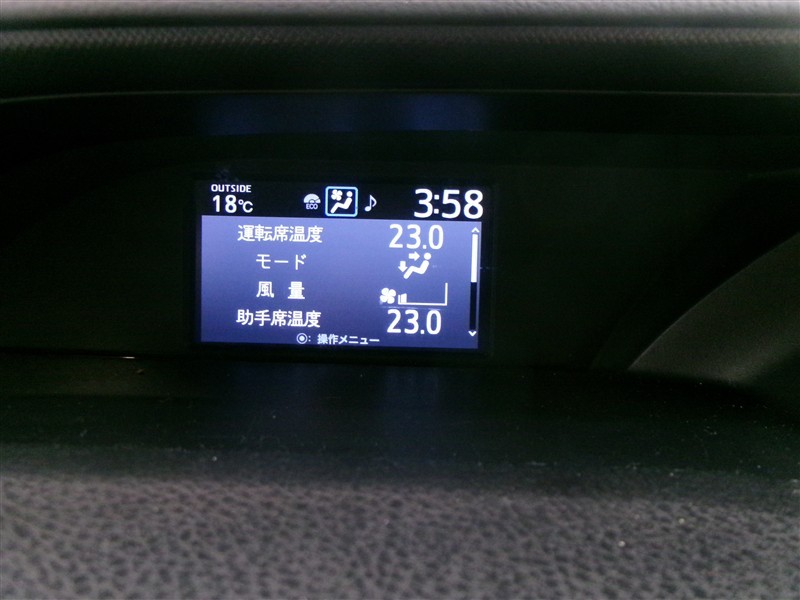 OUTSIDE
18℃ ECO 3:58
運転席温度 23.0
モード
風量
助手席温度 23.0
◉: 操作メニュー